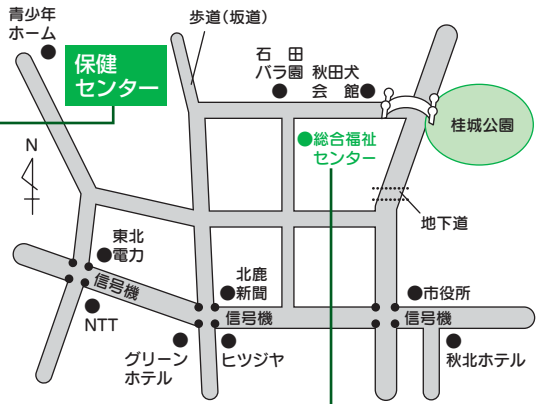 青少年
ホーム
歩道(坂道)
保健
センター
石田
バラ園
秋田犬
会館
桂城公園
N
総合福祉
センター
地下道
東北
電力
信号機
北鹿
新聞
信号機
市役所
信号機
NTT
グリーン
ホテル
ヒツジヤ
秋北ホテル